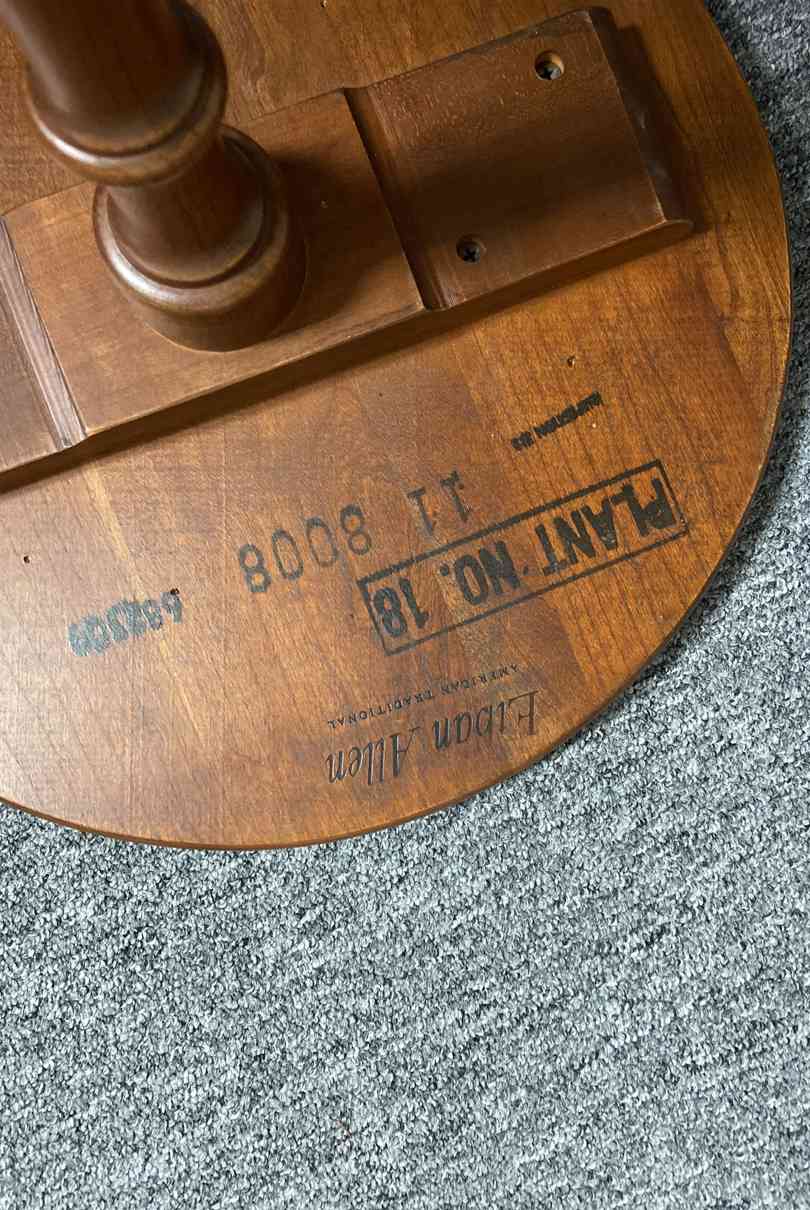 Ethan Allen
AMERICAN TRADITIONAL
PLANT NO. 18
11 8008